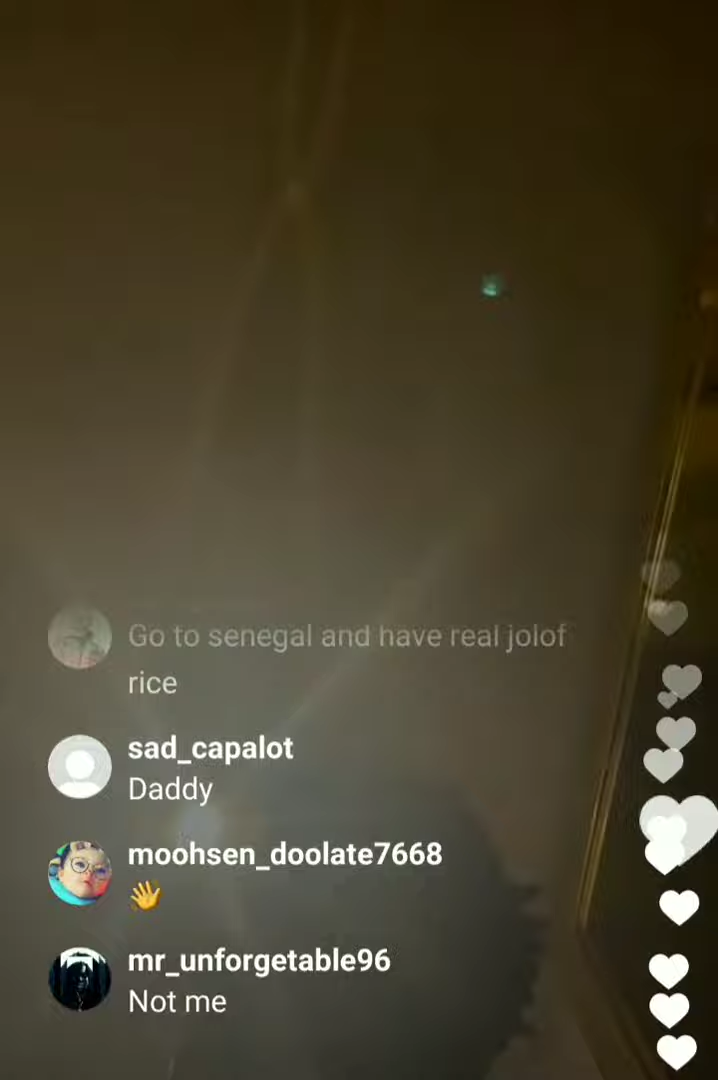 Go to senegal and have real jolof
rice
sad_capalot
Daddy
moohsen_doolate7668
👋
mr_unforgetable96
Not me